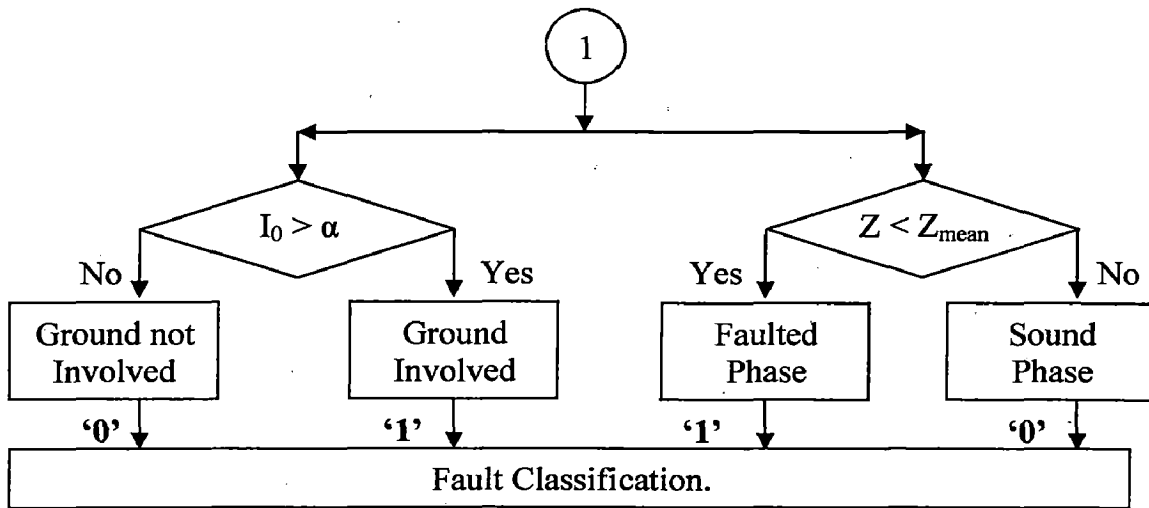 1
I₀ > α
Z < Zₘₑₐₙ
No
Yes
Yes
No
Ground not
Involved
Ground
Involved
Faulted
Phase
Sound
Phase
‘0’
‘1’
‘1’
‘0’
Fault Classification.